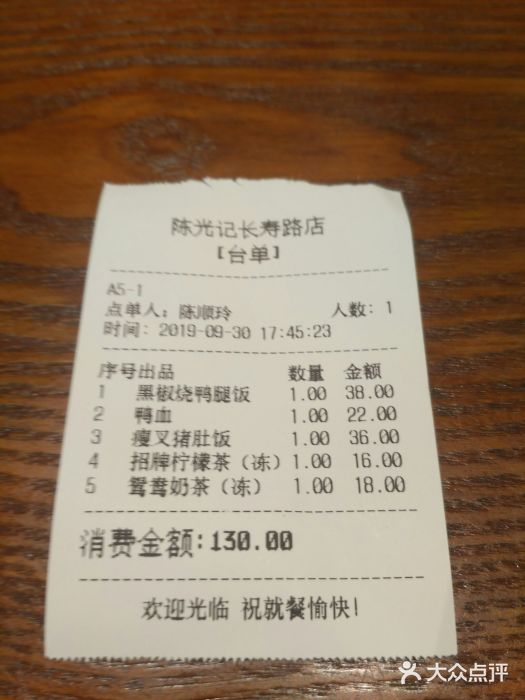 陈光记长寿路店
[台单]
A5-1
点单人：陈顺玲 人数：1
时间：2019-09-30 17:45:23
序号出品 数量 金额
1 黑椒烧鸭腿饭 1.00 38.00
2 鸭血 1.00 22.00
3 瘦叉猪肚饭 1.00 36.00
4 招牌柠檬茶（冻） 1.00 16.00
5 鸳鸯奶茶（冻） 1.00 18.00
消费金额:130.00
欢迎光临 祝就餐愉快!
大众点评